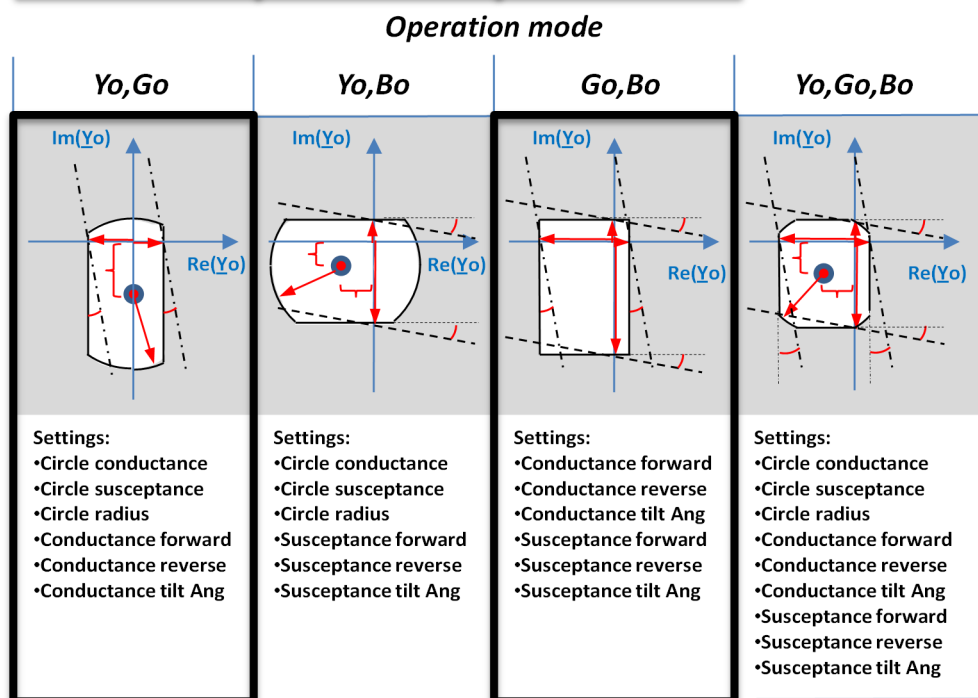 Operation mode
Yo,Go
Yo,Bo
Go,Bo
Yo,Go,Bo
Im(Yo)
Re(Yo)
Im(Yo)
Re(Yo)
Im(Yo)
Re(Yo)
Im(Yo)
Re(Yo)
Settings:
•Circle conductance
•Circle susceptance
•Circle radius
•Conductance forward
•Conductance reverse
•Conductance tilt Ang
Settings:
•Circle conductance
•Circle susceptance
•Circle radius
•Susceptance forward
•Susceptance reverse
•Susceptance tilt Ang
Settings:
•Conductance forward
•Conductance reverse
•Conductance tilt Ang
•Susceptance forward
•Susceptance reverse
•Susceptance tilt Ang
Settings:
•Circle conductance
•Circle susceptance
•Circle radius
•Conductance forward
•Conductance reverse
•Conductance tilt Ang
•Susceptance forward
•Susceptance reverse
•Susceptance tilt Ang